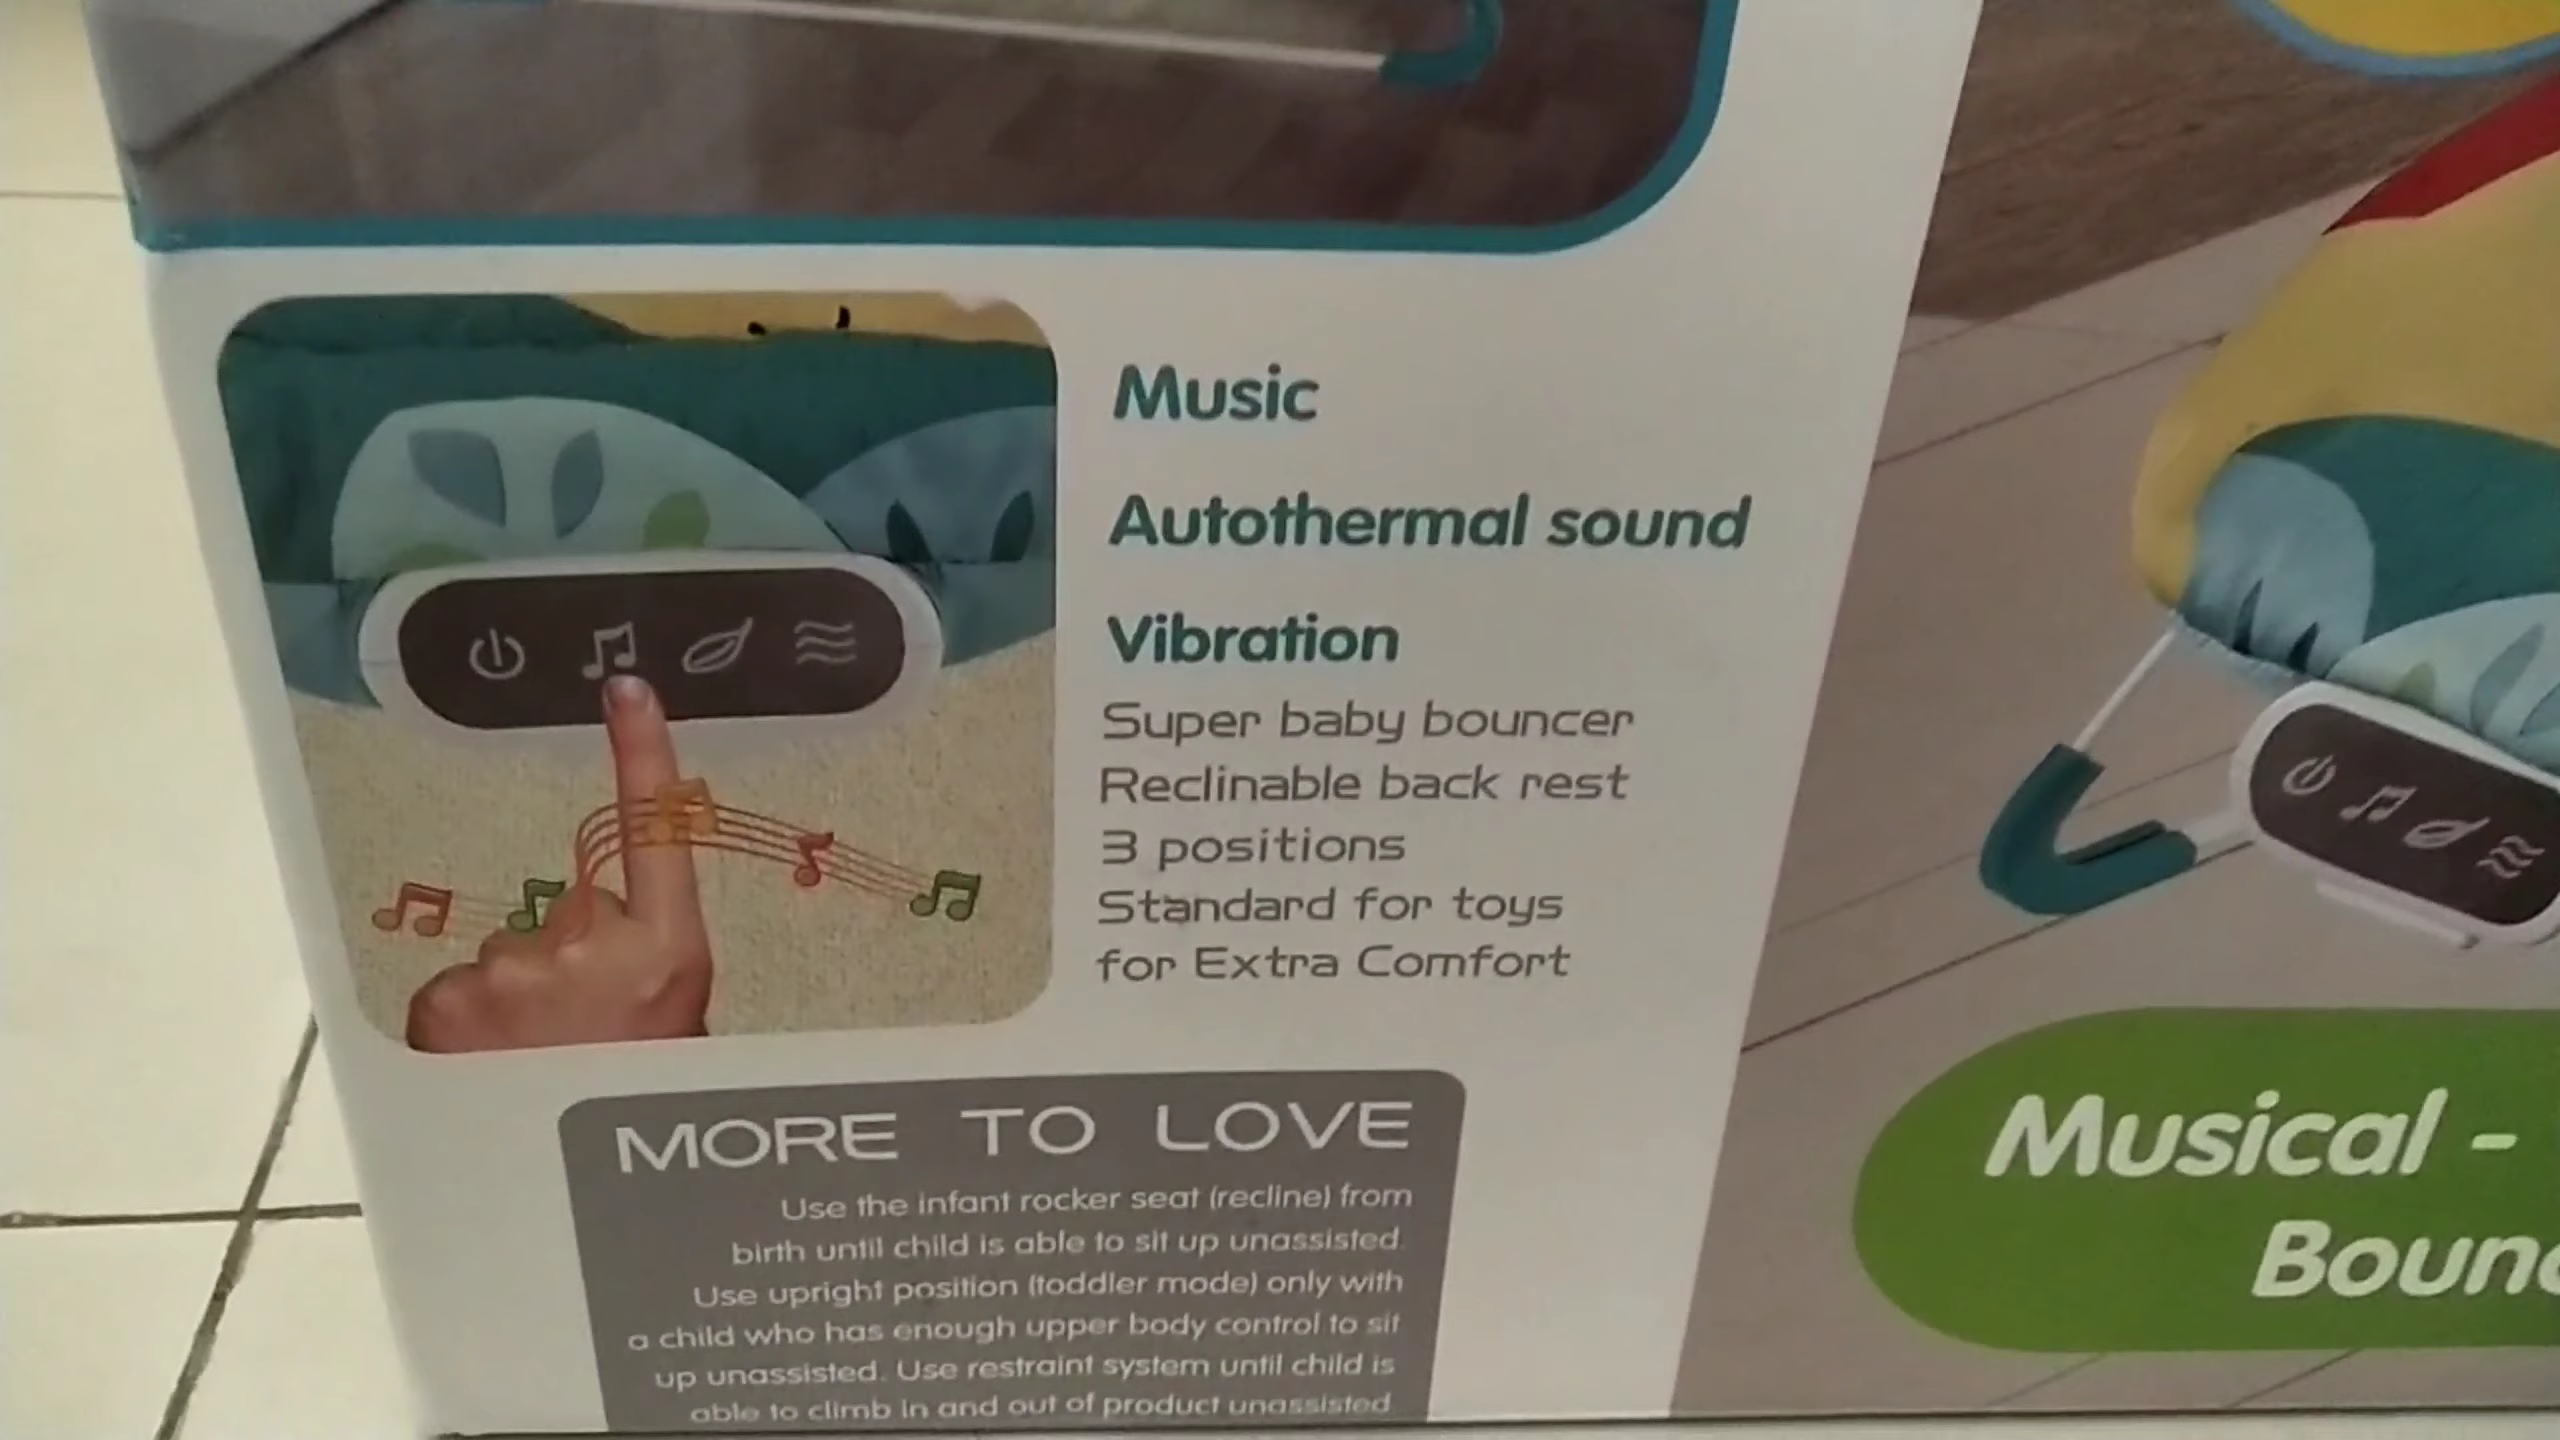 Music
Autothermal sound
Vibration
Super baby bouncer
Reclinable back rest
3 positions
Standard for toys
for Extra Comfort
MORE TO LOVE
Use the infant rocker seat (recline) from
birth until child is able to sit up unassisted.
Use upright position (toddler mode) only with
a child who has enough upper body control to sit
up unassisted. Use restraint system until child is
able to climb in and out of product unassisted
Musical -
Boun